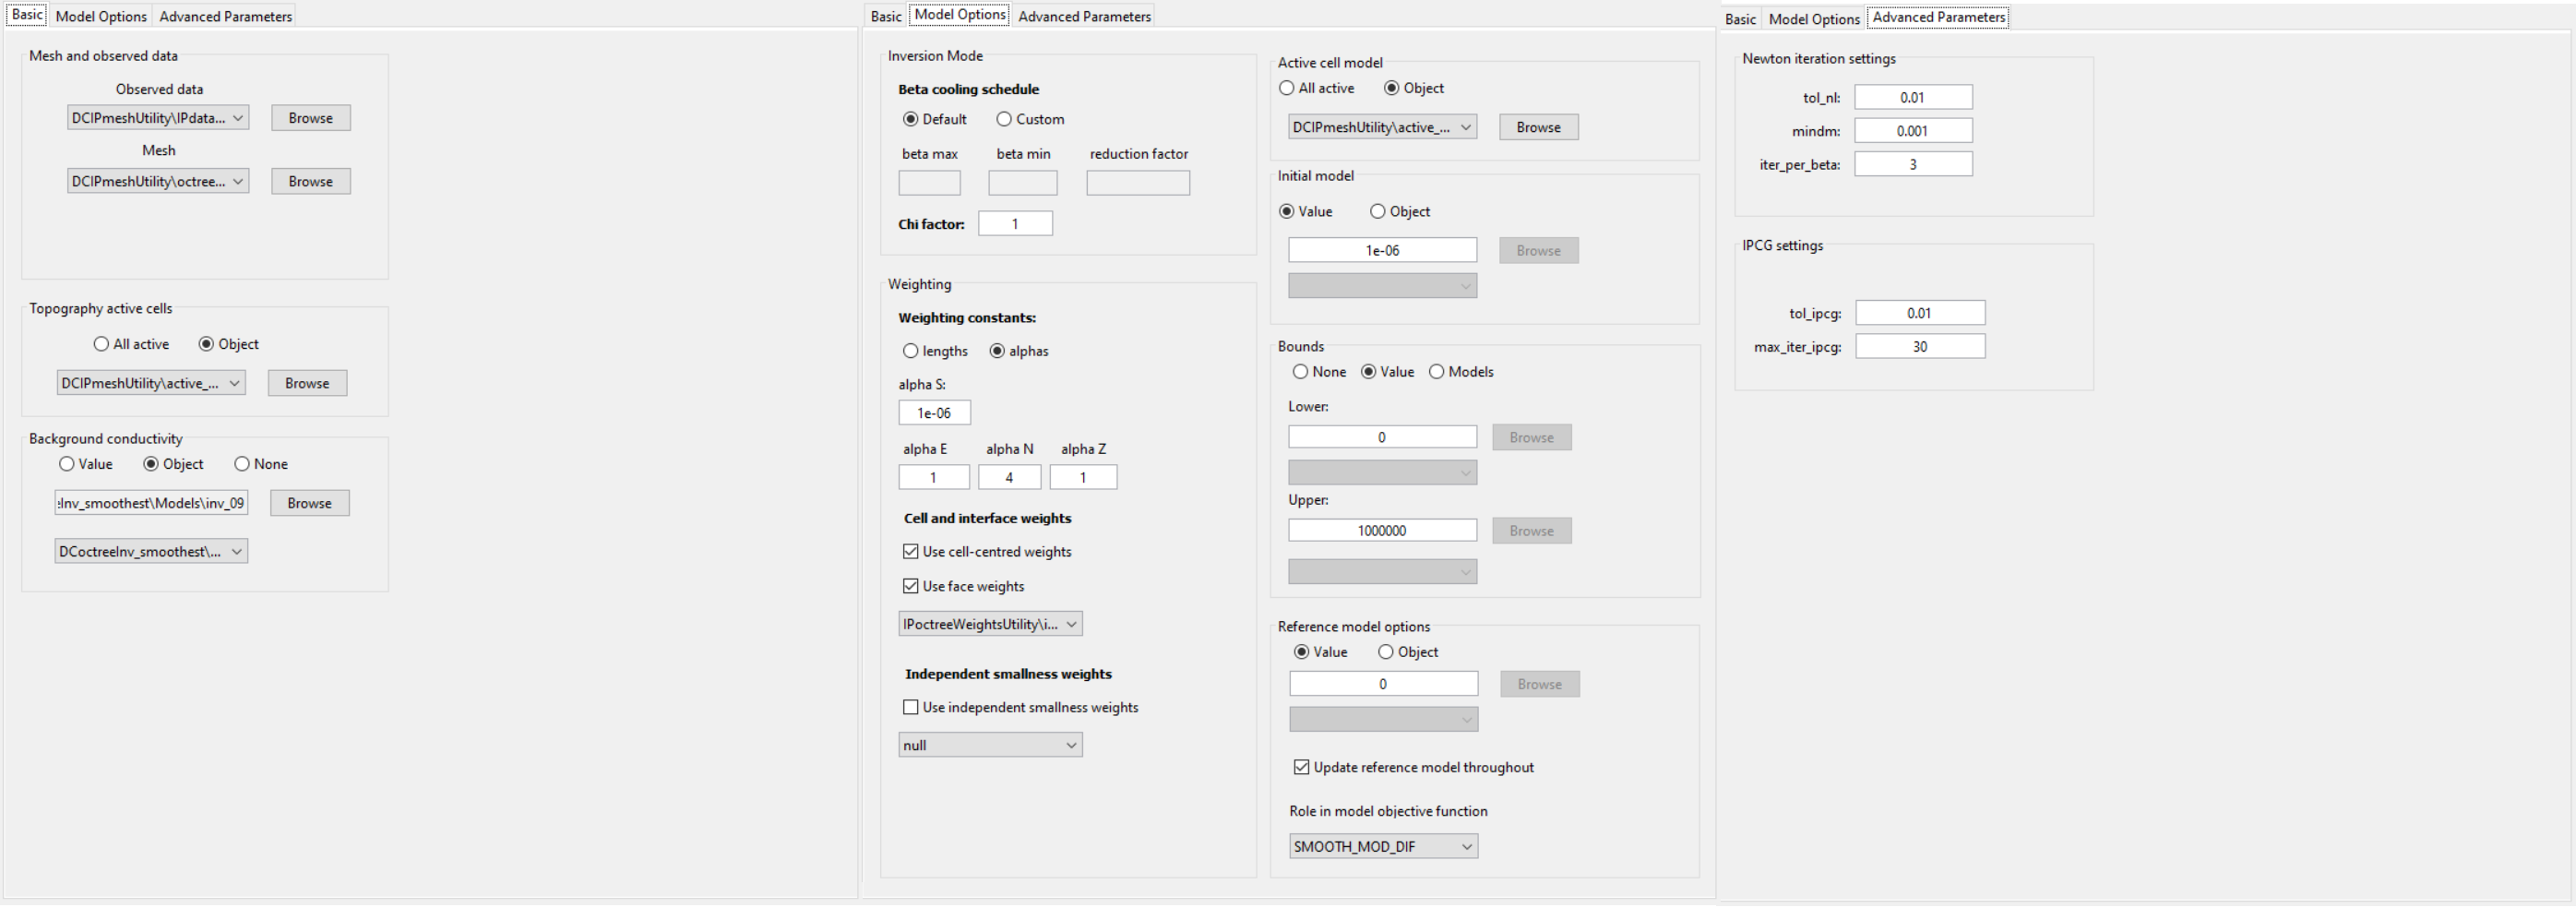 Basic Model Options Advanced Parameters
Mesh and observed data
Observed data
DCIPmeshUtility\IPdata... Browse
Mesh
DCIPmeshUtility\octree... Browse
Topography active cells
All active Object
DCIPmeshUtility\active_... Browse
Background conductivity
Value Object None
:Inv_smoothest\Models\inv_09 Browse
DCoctreeInv_smoothest\...
Basic Model Options Advanced Parameters
Inversion Mode
Beta cooling schedule
Default Custom
beta max beta min reduction factor
Chi factor: 1
Weighting
Weighting constants:
lengths alphas
alpha S:
1e-06
alpha E alpha N alpha Z
1 4 1
Cell and interface weights
Use cell-centred weights
Use face weights
IPoctreeWeightsUtility\i...
Independent smallness weights
Use independent smallness weights
null
Active cell model
All active Object
DCIPmeshUtility\active_... Browse
Initial model
Value Object
1e-06 Browse
Bounds
None Value Models
Lower:
0 Browse
Upper:
1000000 Browse
Reference model options
Value Object
0 Browse
Update reference model throughout
Role in model objective function
SMOOTH_MOD_DIF
Basic Model Options Advanced Parameters
Newton iteration settings
tol_nl: 0.01
mindm: 0.001
iter_per_beta: 3
IPCG settings
tol_ipcg: 0.01
max_iter_ipcg: 30